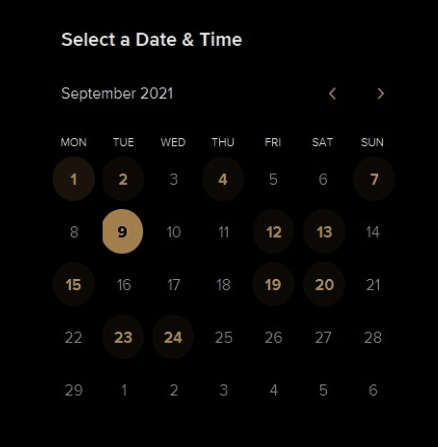 Select a Date & Time
September 2021
MON TUE WED THU FRI SAT SUN
1 2 3 4 5 6 7
8 9 10 11 12 13 14
15 16 17 18 19 20 21
22 23 24 25 26 27 28
29 1 2 3 4 5 6